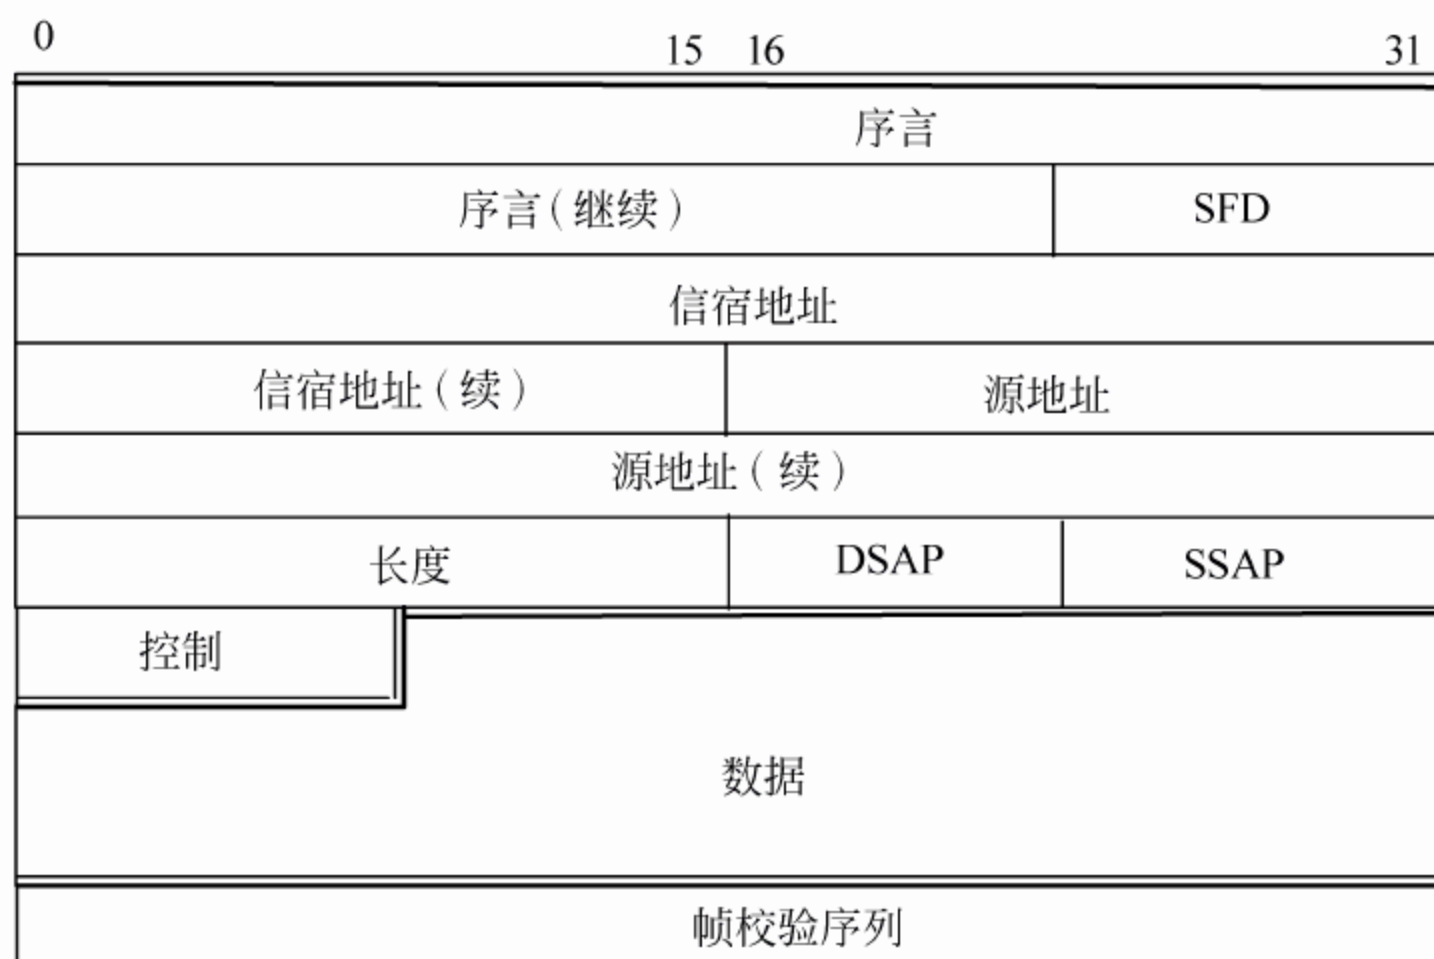 0 15 16 31
序言
序言(继续) SFD
信宿地址
信宿地址(续) 源地址
源地址(续)
长度 DSAP SSAP
控制
数据
帧校验序列